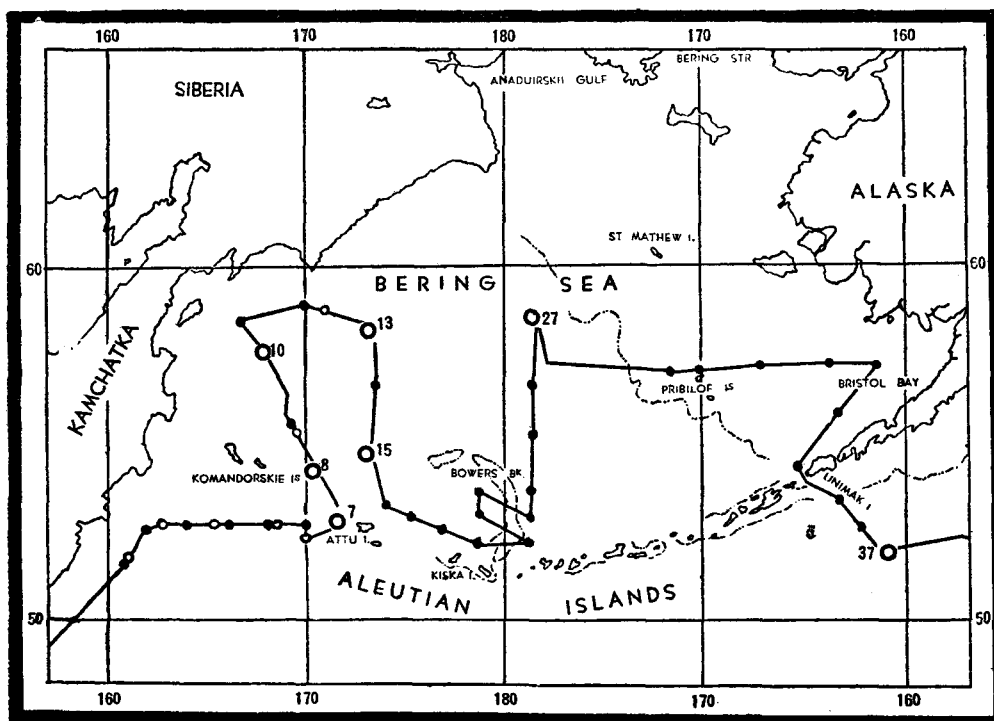 160 170 180 170 160
BERING STR
ANADUIRSKII GULF
SIBERIA
ALASKA
ST MATHEW I.
60 60
BERING SEA
KAMCHATKA
13
27
10
PRIBILOF IS
BRISTOL BAY
15
8
BOWERS BK.
KOMANDORSKIE IS
UNIMAK I
7
ATTU I.
37
KISKA I.
ALEUTIAN ISLANDS
50 50
160 170 180 170 160